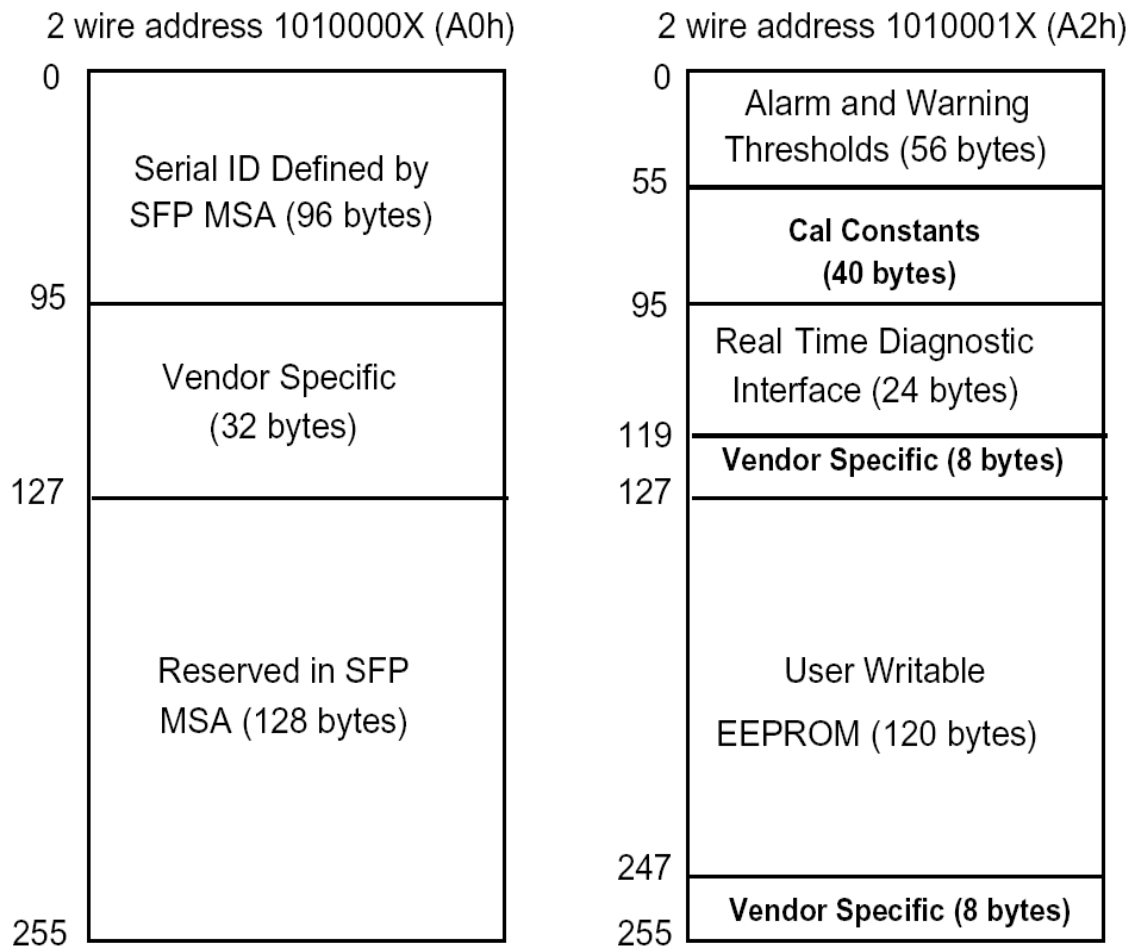 2 wire address 1010000X (A0h)
0
Serial ID Defined by
SFP MSA (96 bytes)
95
Vendor Specific
(32 bytes)
127
Reserved in SFP
MSA (128 bytes)
255
2 wire address 1010001X (A2h)
0
Alarm and Warning
Thresholds (56 bytes)
55
Cal Constants
(40 bytes)
95
Real Time Diagnostic
Interface (24 bytes)
119
Vendor Specific (8 bytes)
127
User Writable
EEPROM (120 bytes)
247
Vendor Specific (8 bytes)
255